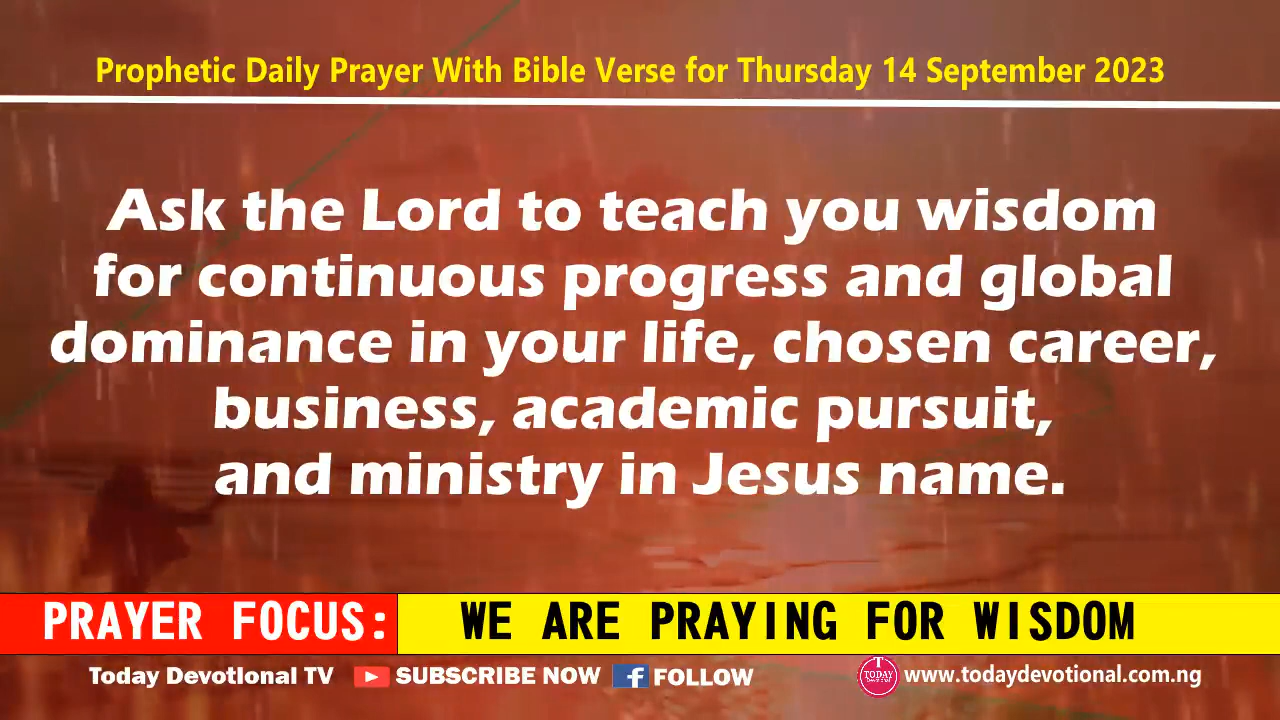 Prophetic Daily Prayer With Bible Verse for Thursday 14 September 2023
Ask the Lord to teach you wisdom
for continuous progress and global
dominance in your life, chosen career,
business, academic pursuit,
and ministry in Jesus name.
PRAYER FOCUS: WE ARE PRAYING FOR WISDOM
Today DevotIonal TV SUBSCRIBE NOW f FOLLOW T TODAY Devotional www.todaydevotional.com.ng